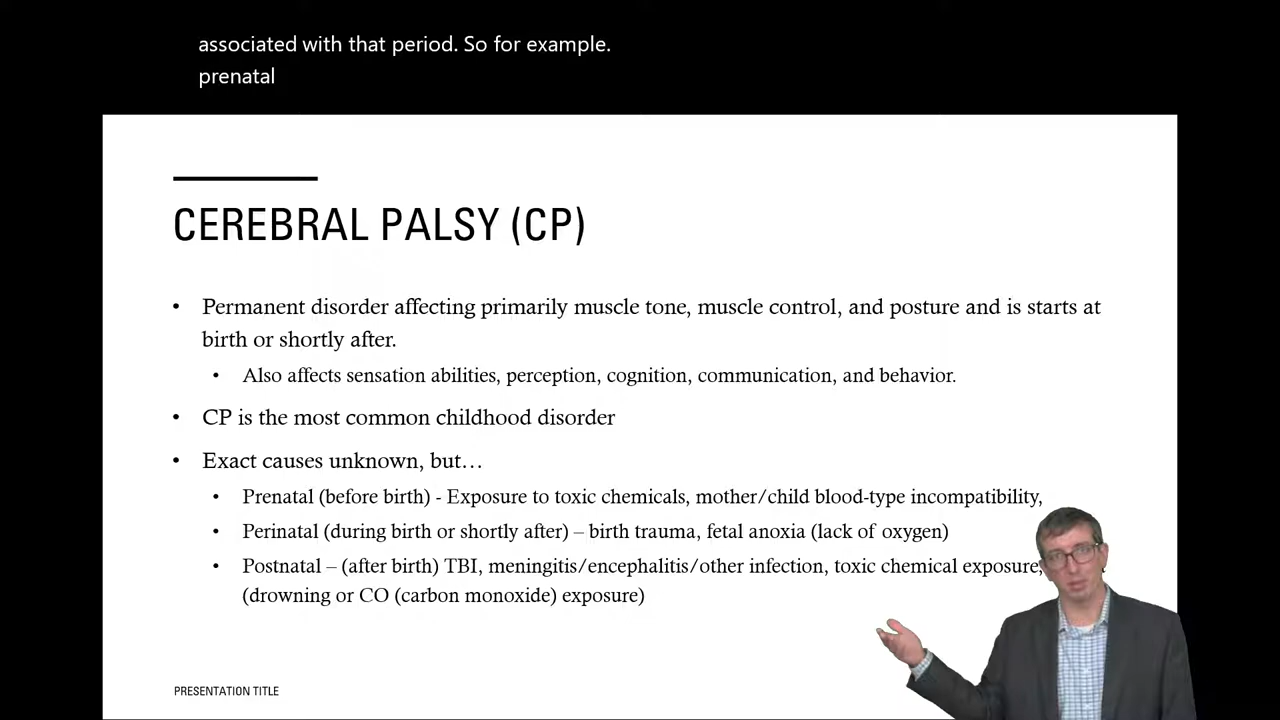 associated with that period. So for example.
prenatal
CEREBRAL PALSY (CP)
• Permanent disorder affecting primarily muscle tone, muscle control, and posture and is starts at
birth or shortly after.
• Also affects sensation abilities, perception, cognition, communication, and behavior.
• CP is the most common childhood disorder
• Exact causes unknown, but…
• Prenatal (before birth) - Exposure to toxic chemicals, mother/child blood-type incompatibility,
• Perinatal (during birth or shortly after) – birth trauma, fetal anoxia (lack of oxygen)
• Postnatal – (after birth) TBI, meningitis/encephalitis/other infection, toxic chemical exposure,
(drowning or CO (carbon monoxide) exposure)
PRESENTATION TITLE